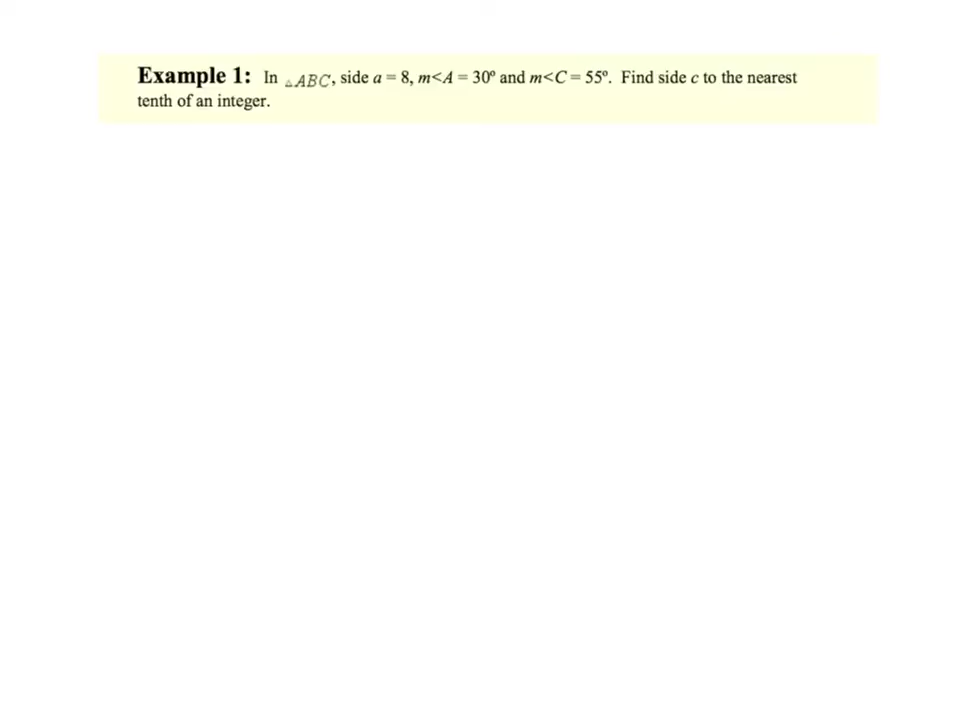 Example 1: In △ABC, side a = 8, m<A = 30º and m<C = 55º. Find side c to the nearest
tenth of an integer.